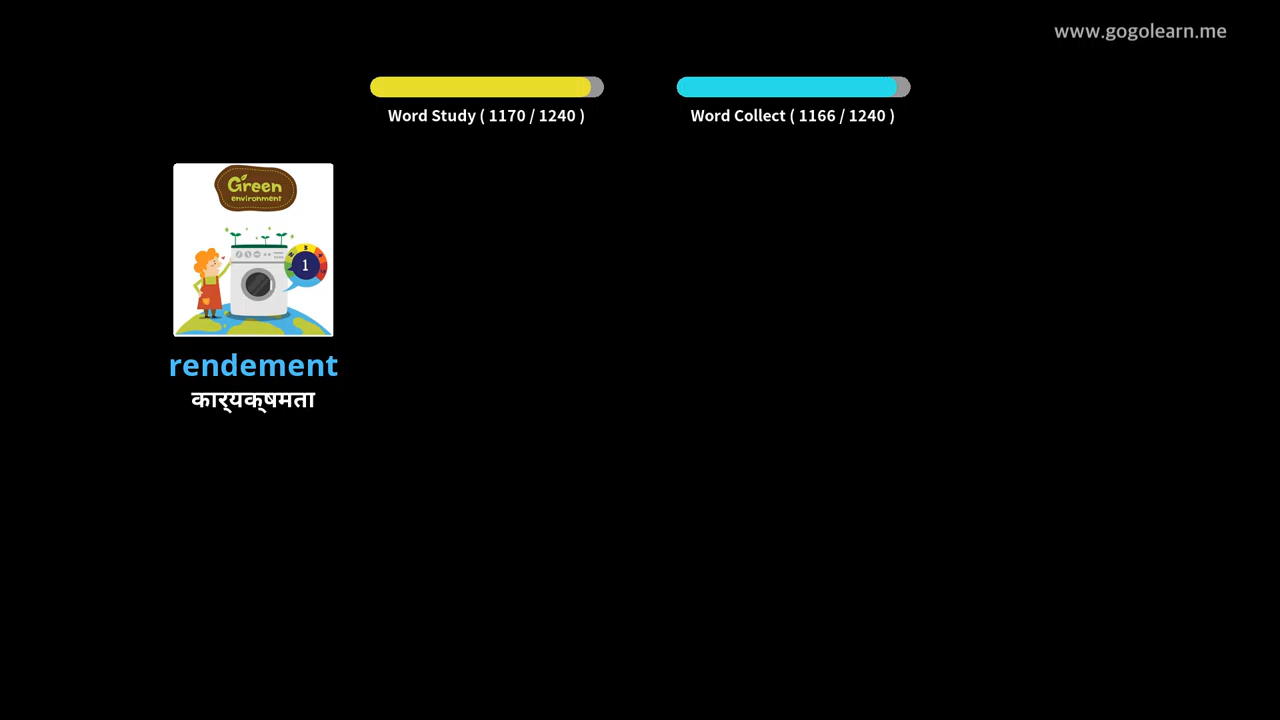 www.gogolearn.me
Word Study ( 1170 / 1240 )
Word Collect ( 1166 / 1240 )
Green
environment
1
rendement
कार्यक्षमता